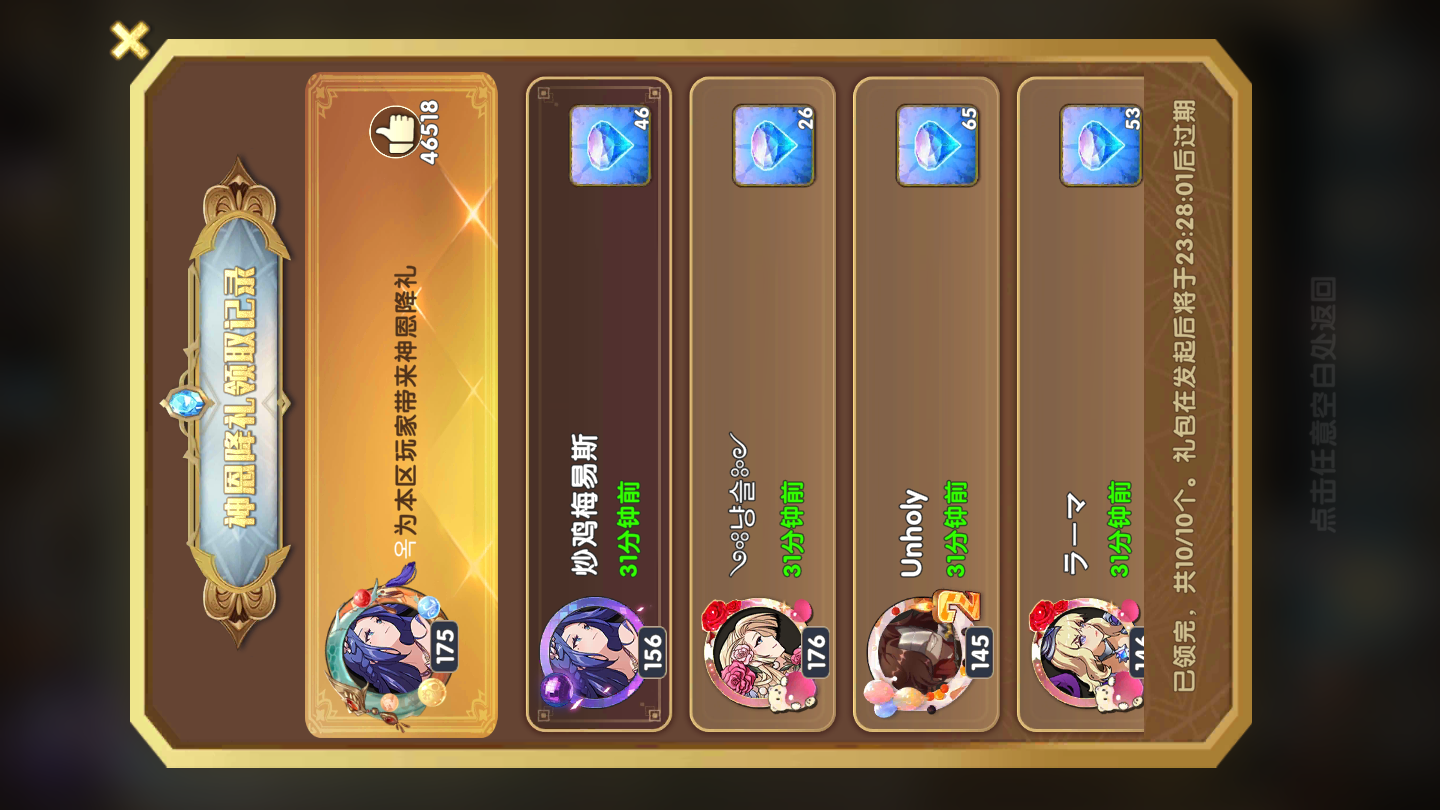 神恩降礼领取记录
옥为本区玩家带来神恩降礼
46518
175
炒鸡梅易斯
31分钟前
46
156
냥슬
31分钟前
26
176
Unholy
31分钟前
65
145
ラーマ
31分钟前
53
146
已领完，共10/10个。礼包在发起后将于23:28:01后过期
点击任意空白处返回